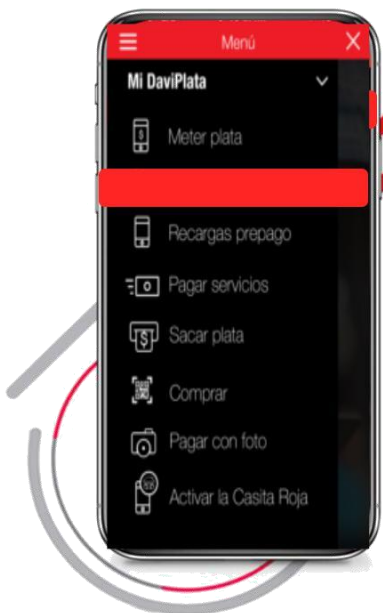 Menú
Mi DaviPlata
Meter plata
Recargas prepago
Pagar servicios
Sacar plata
Comprar
Pagar con foto
Activar la Casita Roja